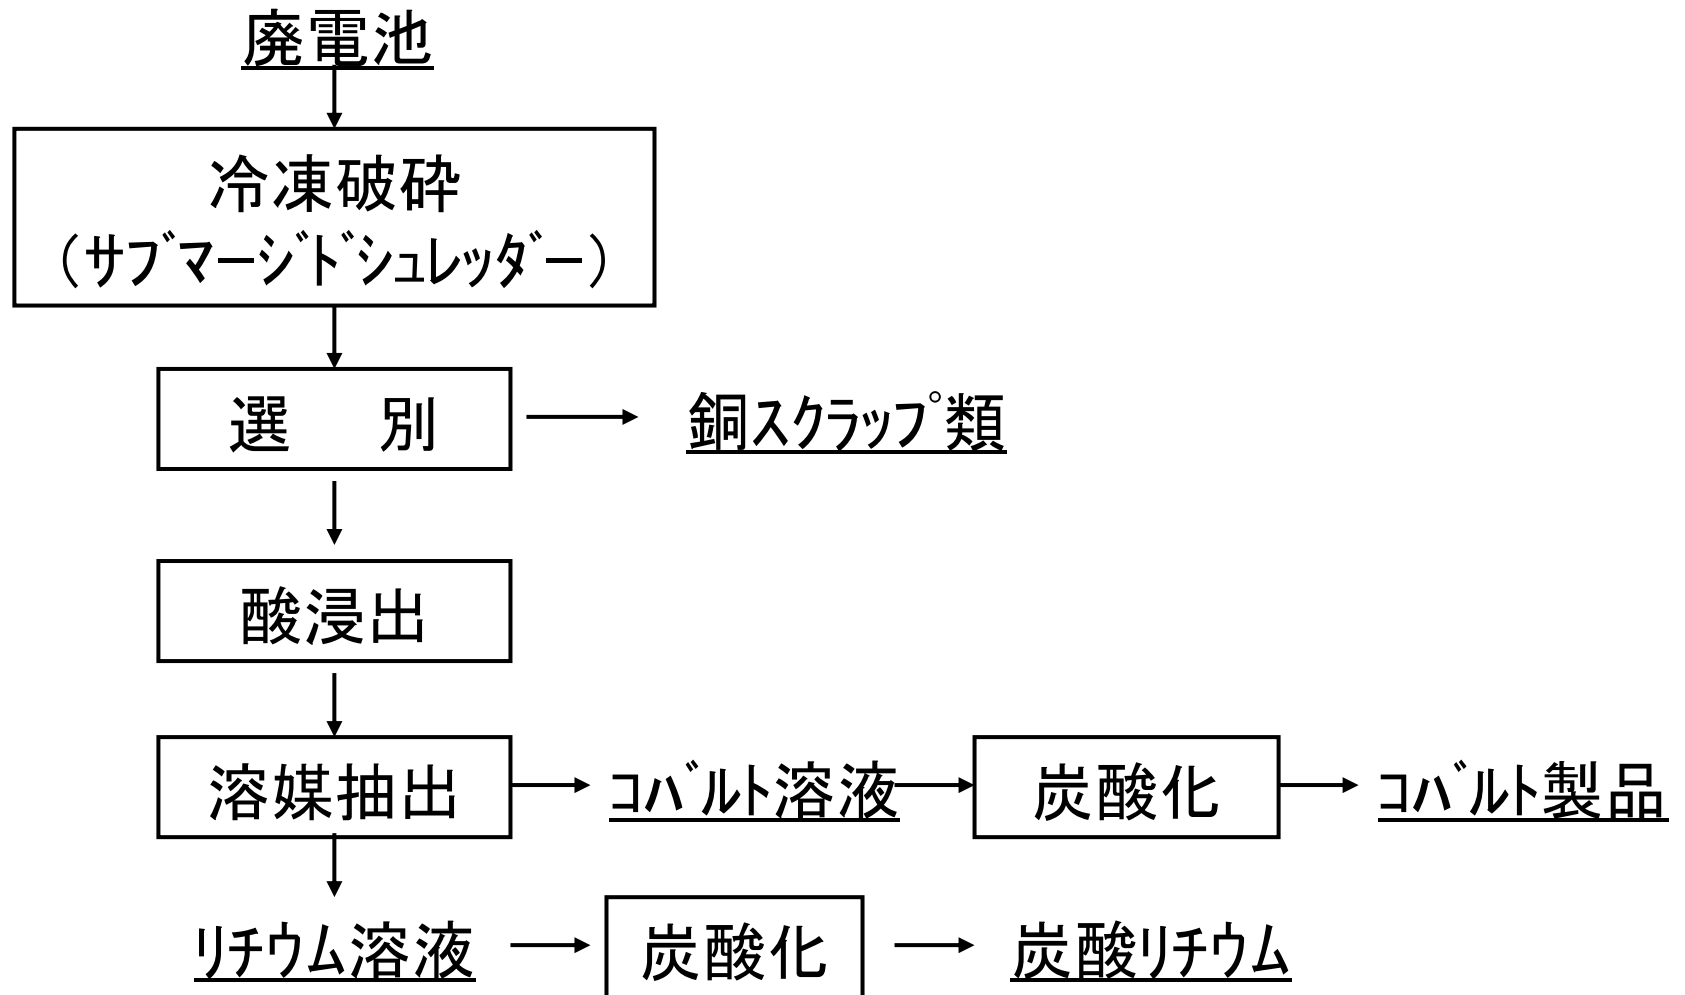 廃電池
冷凍破砕
（ｻﾌﾞﾏｰｼﾞﾄﾞｼｭﾚｯﾀﾞｰ）
選　別
銅ｽｸﾗｯﾌﾟ類
酸浸出
溶媒抽出
ｺﾊﾞﾙﾄ溶液
炭酸化
ｺﾊﾞﾙﾄ製品
ﾘﾁｳﾑ溶液
炭酸化
炭酸ﾘﾁｳﾑ